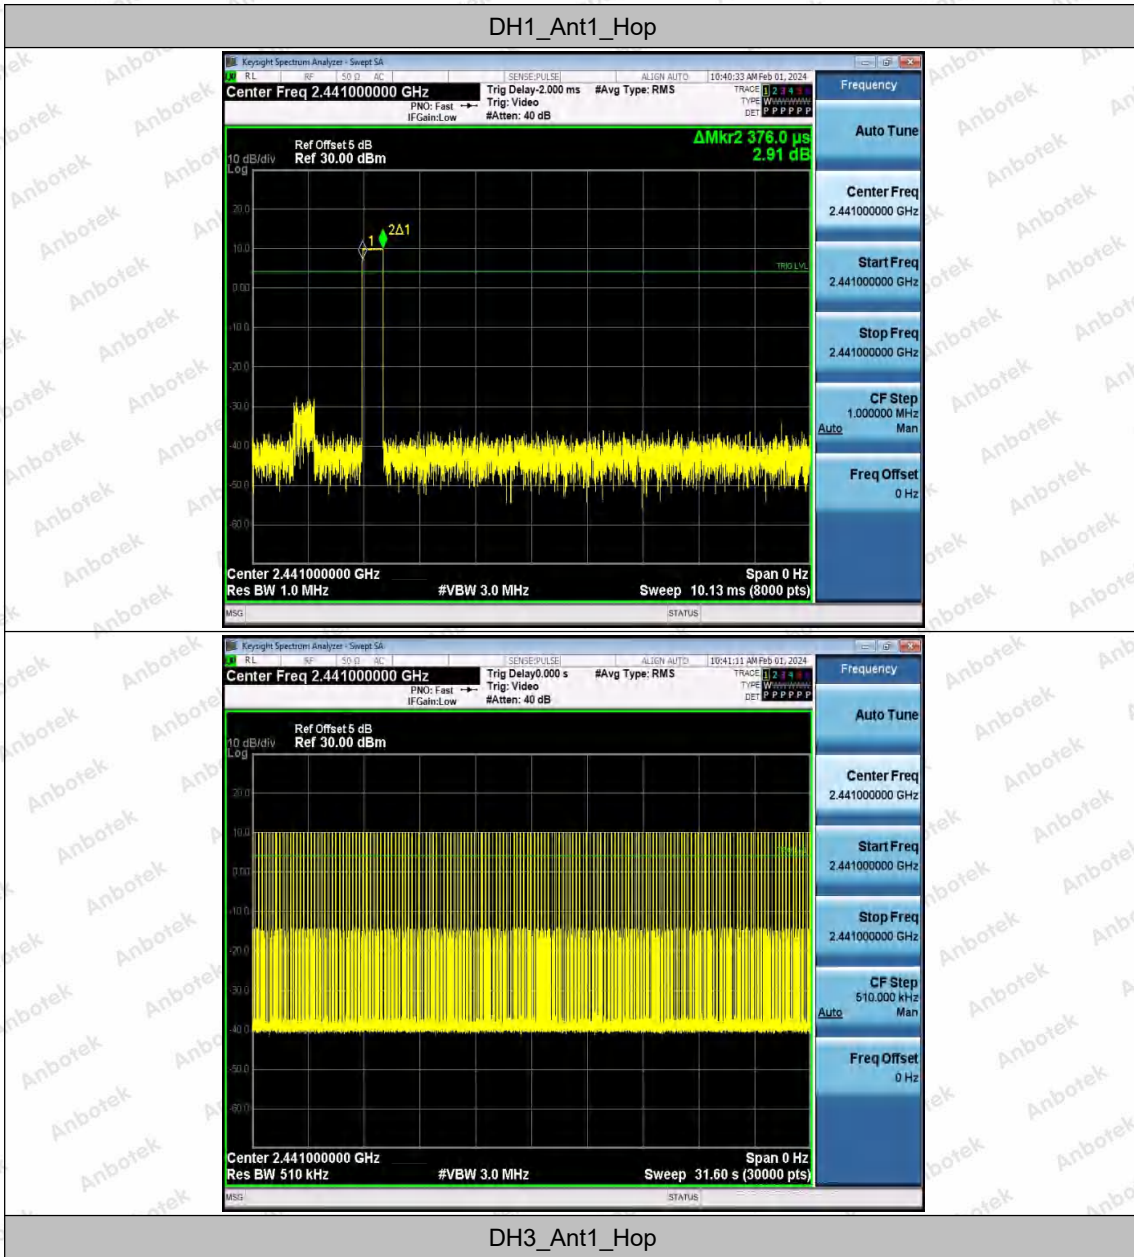 DH1_Ant1_Hop
Keysight Spectrum Analyzer - Swept SA
RL RF 50 Ω AC SENSE:PULSE ALIGN AUTO 10:40:33 AM Feb 01, 2024
Center Freq 2.441000000 GHz
PNO: Fast
IFGain:Low
Trig Delay-2.000 ms
Trig: Video
#Atten: 40 dB
#Avg Type: RMS
TRACE 1 2 3 4 5 6
TYPE
DET P P P P P P
Frequency
Auto Tune
Center Freq
2.441000000 GHz
Start Freq
2.441000000 GHz
Stop Freq
2.441000000 GHz
CF Step
1.000000 MHz
Auto Man
Freq Offset
0 Hz
ΔMkr2 376.0 µs
2.91 dB
Ref Offset 5 dB
Ref 30.00 dBm
10 dB/div
Log
20.0
10.0
0.00
-10.0
-20.0
-30.0
-40.0
-50.0
-60.0
1
2Δ1
TRIG LVL
Center 2.441000000 GHz
Span 0 Hz
Res BW 1.0 MHz
#VBW 3.0 MHz
Sweep 10.13 ms (8000 pts)
MSG
STATUS
Keysight Spectrum Analyzer - Swept SA
RL RF 50 Ω AC SENSE:PULSE ALIGN AUTO 10:41:11 AM Feb 01, 2024
Center Freq 2.441000000 GHz
PNO: Fast
IFGain:Low
Trig Delay0.000 s
Trig: Video
#Atten: 40 dB
#Avg Type: RMS
TRACE 1 2 3 4 5 6
TYPE
DET P P P P P P
Frequency
Auto Tune
Center Freq
2.441000000 GHz
Start Freq
2.441000000 GHz
Stop Freq
2.441000000 GHz
CF Step
510.000 kHz
Auto Man
Freq Offset
0 Hz
Ref Offset 5 dB
Ref 30.00 dBm
10 dB/div
Log
20.0
10.0
0.00
-10.0
-20.0
-30.0
-40.0
-50.0
-60.0
Center 2.441000000 GHz
Span 0 Hz
Res BW 510 kHz
#VBW 3.0 MHz
Sweep 31.60 s (30000 pts)
MSG
STATUS
DH3_Ant1_Hop
Anbotek